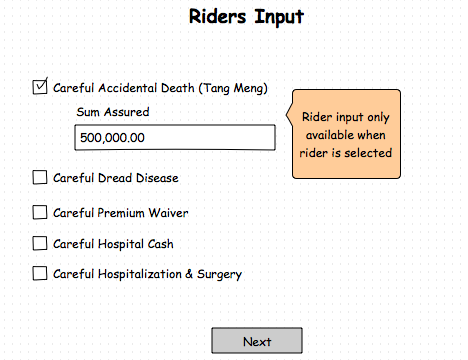 Riders Input
Careful Accidental Death (Tang Meng)
Sum Assured
500,000.00
Rider input only
available when
rider is selected
Careful Dread Disease
Careful Premium Waiver
Careful Hospital Cash
Careful Hospitalization & Surgery
Next